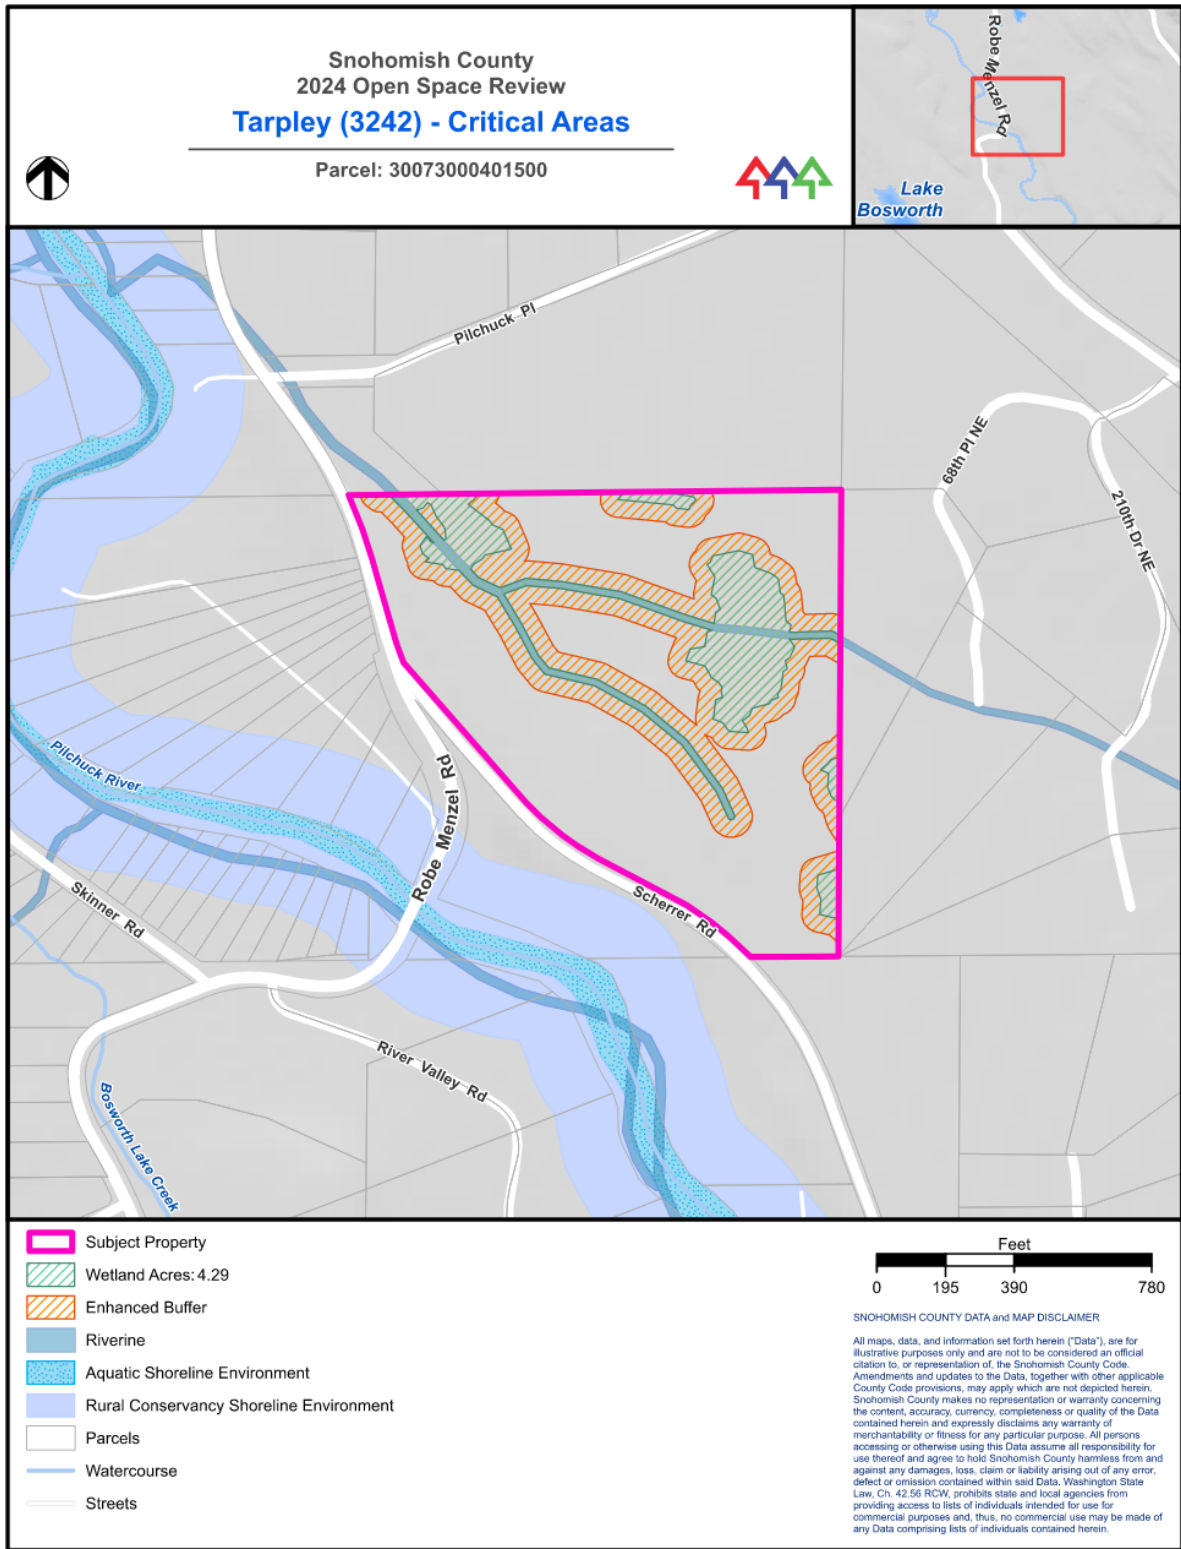 Snohomish County
2024 Open Space Review
Tarpley (3242) - Critical Areas
Parcel: 30073000401500
Robe Menzel Rd
Lake
Bosworth
Pilchuck Pl
68th Pl NE
210th Dr NE
Pilchuck River
Robe Menzel Rd
Skinner Rd
Scherrer Rd
River Valley Rd
Bosworth Lake Creek
Subject Property
Wetland Acres: 4.29
Enhanced Buffer
Riverine
Aquatic Shoreline Environment
Rural Conservancy Shoreline Environment
Parcels
Watercourse
Streets
Feet
0 195 390 780
SNOHOMISH COUNTY DATA and MAP DISCLAIMER
All maps, data, and information set forth herein ("Data"), are for
illustrative purposes only and are not to be considered an official
citation to, or representation of, the Snohomish County Code.
Amendments and updates to the Data, together with other applicable
County Code provisions, may apply which are not depicted herein.
Snohomish County makes no representation or warranty concerning
the content, accuracy, currency, completeness or quality of the Data
contained herein and expressly disclaims any warranty of
merchantability or fitness for any particular purpose. All persons
accessing or otherwise using this Data assume all responsibility for
use thereof and agree to hold Snohomish County harmless from and
against any damages, loss, claim or liability arising out of any error,
defect or omission contained within said Data. Washington State
Law, Ch. 42.56 RCW, prohibits state and local agencies from
providing access to lists of individuals intended for use for
commercial purposes and, thus, no commercial use may be made of
any Data comprising lists of individuals contained herein.